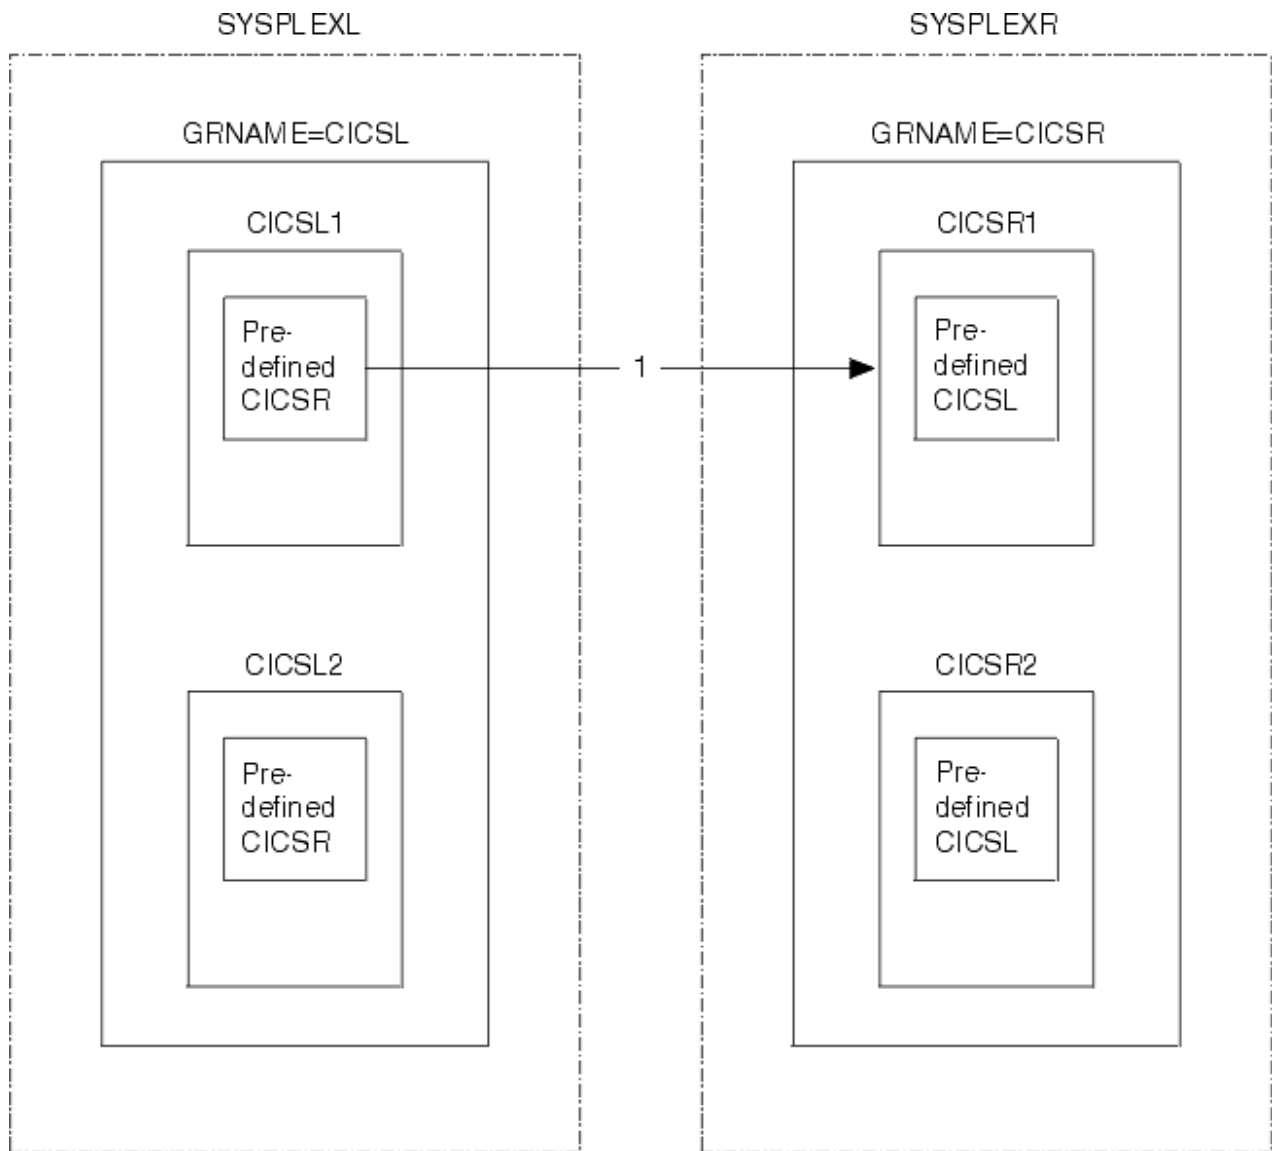 SYSPLEXL
SYSPLEXR
GRNAME=CICSL
GRNAME=CICSR
CICSL1
CICSR1
Pre-
defined
CICSR
1
Pre-
defined
CICSL
CICSL2
CICSR2
Pre-
defined
CICSR
Pre-
defined
CICSL